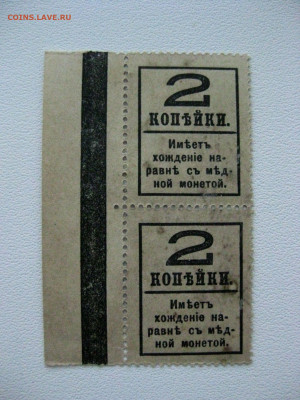 COINS.LAVE.RU
2
КОПѢЙКИ.
Имѣетъ
хожденіе на-
равнѣ съ мѣд-
ной монетой.
2
КОПѢЙКИ.
Имѣетъ
хожденіе на-
равнѣ съ мѣд-
ной монетой.